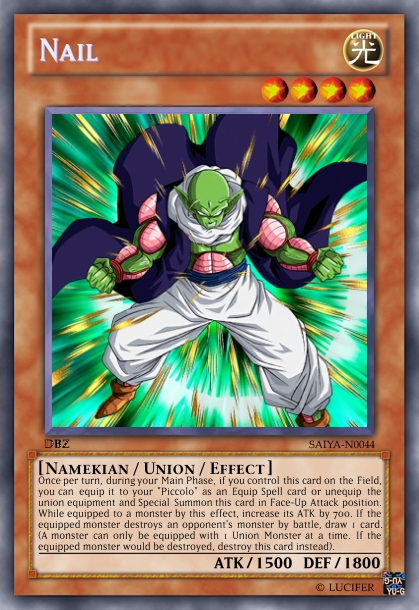 NAIL
LIGHT
光
DBZ
SAIYA-N0044
[NAMEKIAN / UNION / EFFECT]
Once per turn, during your Main Phase, if you control this card on the Field,
you can equip it to your "Piccolo" as an Equip Spell card or unequip the
union equipment and Special Summon this card in Face-Up Attack position.
While equipped to a monster by this effect, increase its ATK by 700. If the
equipped monster destroys an opponent's monster by battle, draw 1 card.
(A monster can only be equipped with 1 Union Monster at a time. If the
equipped monster would be destroyed, destroy this card instead).
ATK / 1500 DEF / 1800
© LUCIFER
YU-G